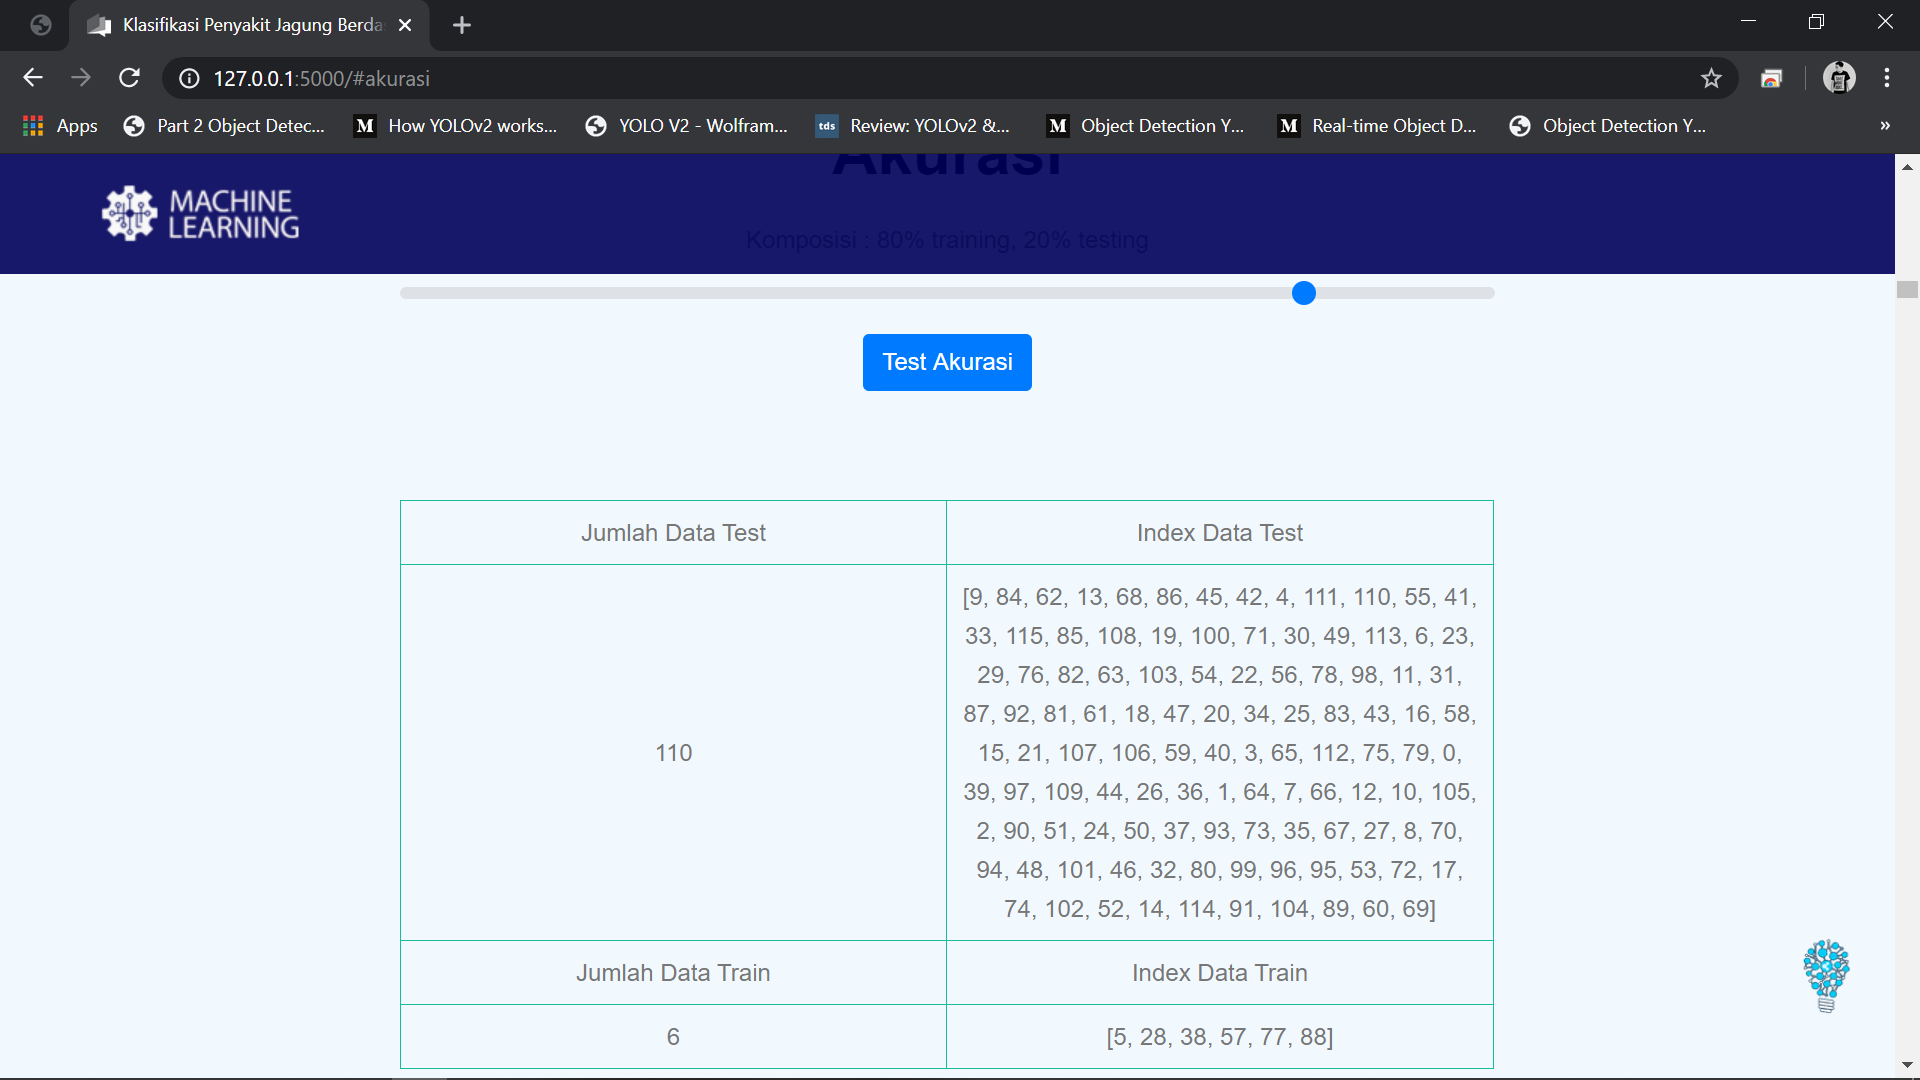 Klasifikasi Penyakit Jagung Berda
127.0.0.1:5000/#akurasi
Apps
Part 2 Object Detec...
M
How YOLOv2 works...
YOLO V2 - Wolfram...
tds
Review: YOLOv2 &...
M
Object Detection Y...
M
Real-time Object D...
Object Detection Y...
»
MACHINE
LEARNING
Akurasi
Komposisi : 80% training, 20% testing
Test Akurasi
Jumlah Data Test
Index Data Test
110
[9, 84, 62, 13, 68, 86, 45, 42, 4, 111, 110, 55, 41,
33, 115, 85, 108, 19, 100, 71, 30, 49, 113, 6, 23,
29, 76, 82, 63, 103, 54, 22, 56, 78, 98, 11, 31,
87, 92, 81, 61, 18, 47, 20, 34, 25, 83, 43, 16, 58,
15, 21, 107, 106, 59, 40, 3, 65, 112, 75, 79, 0,
39, 97, 109, 44, 26, 36, 1, 64, 7, 66, 12, 10, 105,
2, 90, 51, 24, 50, 37, 93, 73, 35, 67, 27, 8, 70,
94, 48, 101, 46, 32, 80, 99, 96, 95, 53, 72, 17,
74, 102, 52, 14, 114, 91, 104, 89, 60, 69]
Jumlah Data Train
Index Data Train
6
[5, 28, 38, 57, 77, 88]